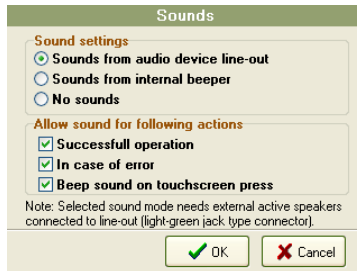 Sounds
Sound settings
Sounds from audio device line-out
Sounds from internal beeper
No sounds
Allow sound for following actions
Successfull operation
In case of error
Beep sound on touchscreen press
Note: Selected sound mode needs external active speakers
connected to line-out (light-green jack type connector).
OK
Cancel